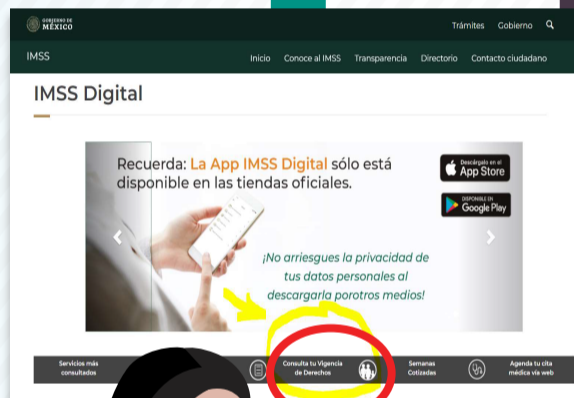 GOBIERNO DE
MÉXICO
Trámites Gobierno
IMSS
Inicio Conoce al IMSS Transparencia Directorio Contacto ciudadano
IMSS Digital
Recuerda: La App IMSS Digital sólo está
disponible en las tiendas oficiales.
Descárgalo en el
App Store
DISPONIBLE EN
Google Play
¡No arriesgues la privacidad de
tus datos personales al
descargarla porotros medios!
Servicios más
consultados
Consulta tu Vigencia
de Derechos
Semanas
Cotizadas
Agenda tu cita
médica vía web